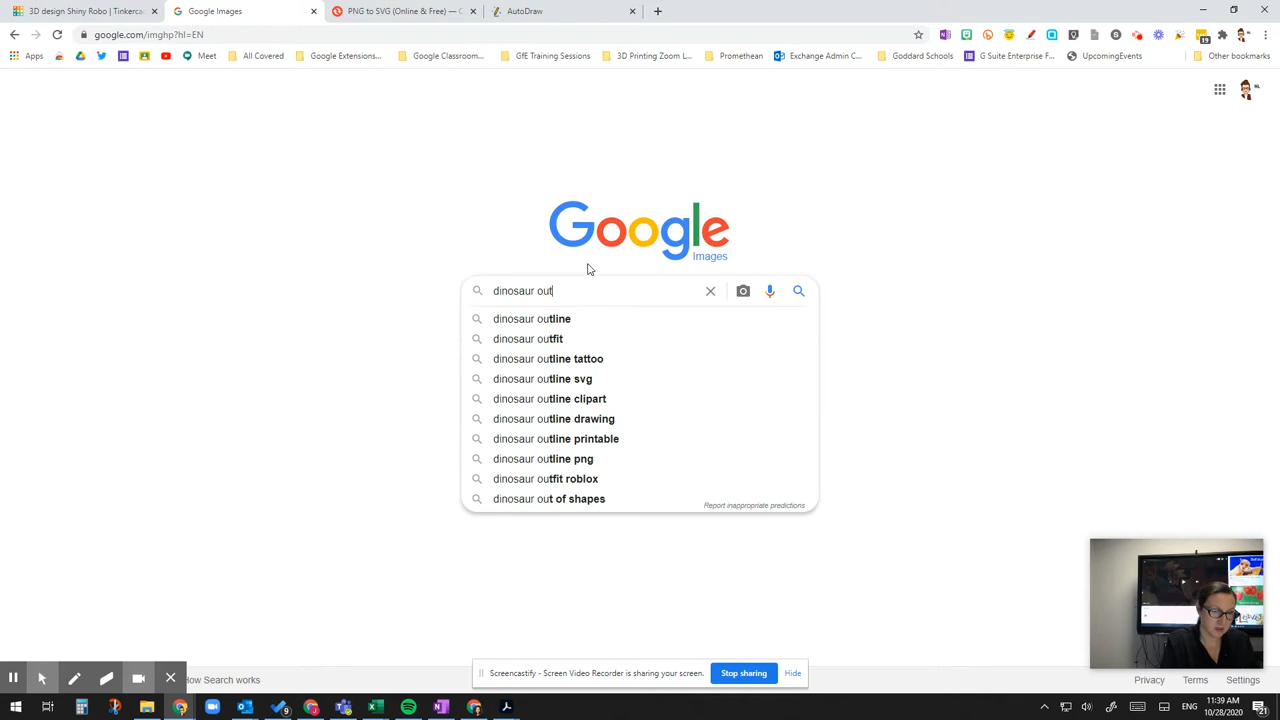 3D design Shiny Robo | Tinkerca
Google Images
PNG to SVG (Online & Free) — C
AutoDraw
google.com/imghp?hl=EN
19
Apps
Meet
All Covered
Google Extensions...
Google Classroom...
GfE Training Sessions
3D Printing Zoom L...
Promethean
Exchange Admin C...
Goddard Schools
G Suite Enterprise F...
UpcomingEvents
Other bookmarks
Google
Images
dinosaur out
dinosaur outline
dinosaur outfit
dinosaur outline tattoo
dinosaur outline svg
dinosaur outline clipart
dinosaur outline drawing
dinosaur outline printable
dinosaur outline png
dinosaur outfit roblox
dinosaur out of shapes
Report inappropriate predictions
Screencastify - Screen Video Recorder is sharing your screen.
Stop sharing
Hide
How Search works
Privacy
Terms
Settings
ENG
11:39 AM
10/28/2020
21